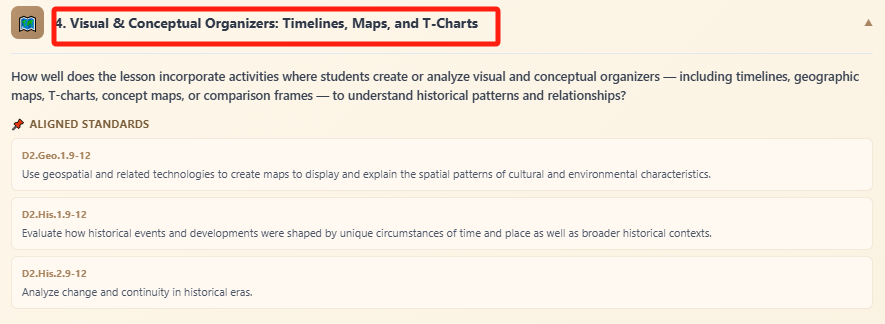 4. Visual & Conceptual Organizers: Timelines, Maps, and T-Charts
How well does the lesson incorporate activities where students create or analyze visual and conceptual organizers — including timelines, geographic
maps, T-charts, concept maps, or comparison frames — to understand historical patterns and relationships?
ALIGNED STANDARDS
D2.Geo.1.9-12
Use geospatial and related technologies to create maps to display and explain the spatial patterns of cultural and environmental characteristics.
D2.His.1.9-12
Evaluate how historical events and developments were shaped by unique circumstances of time and place as well as broader historical contexts.
D2.His.2.9-12
Analyze change and continuity in historical eras.